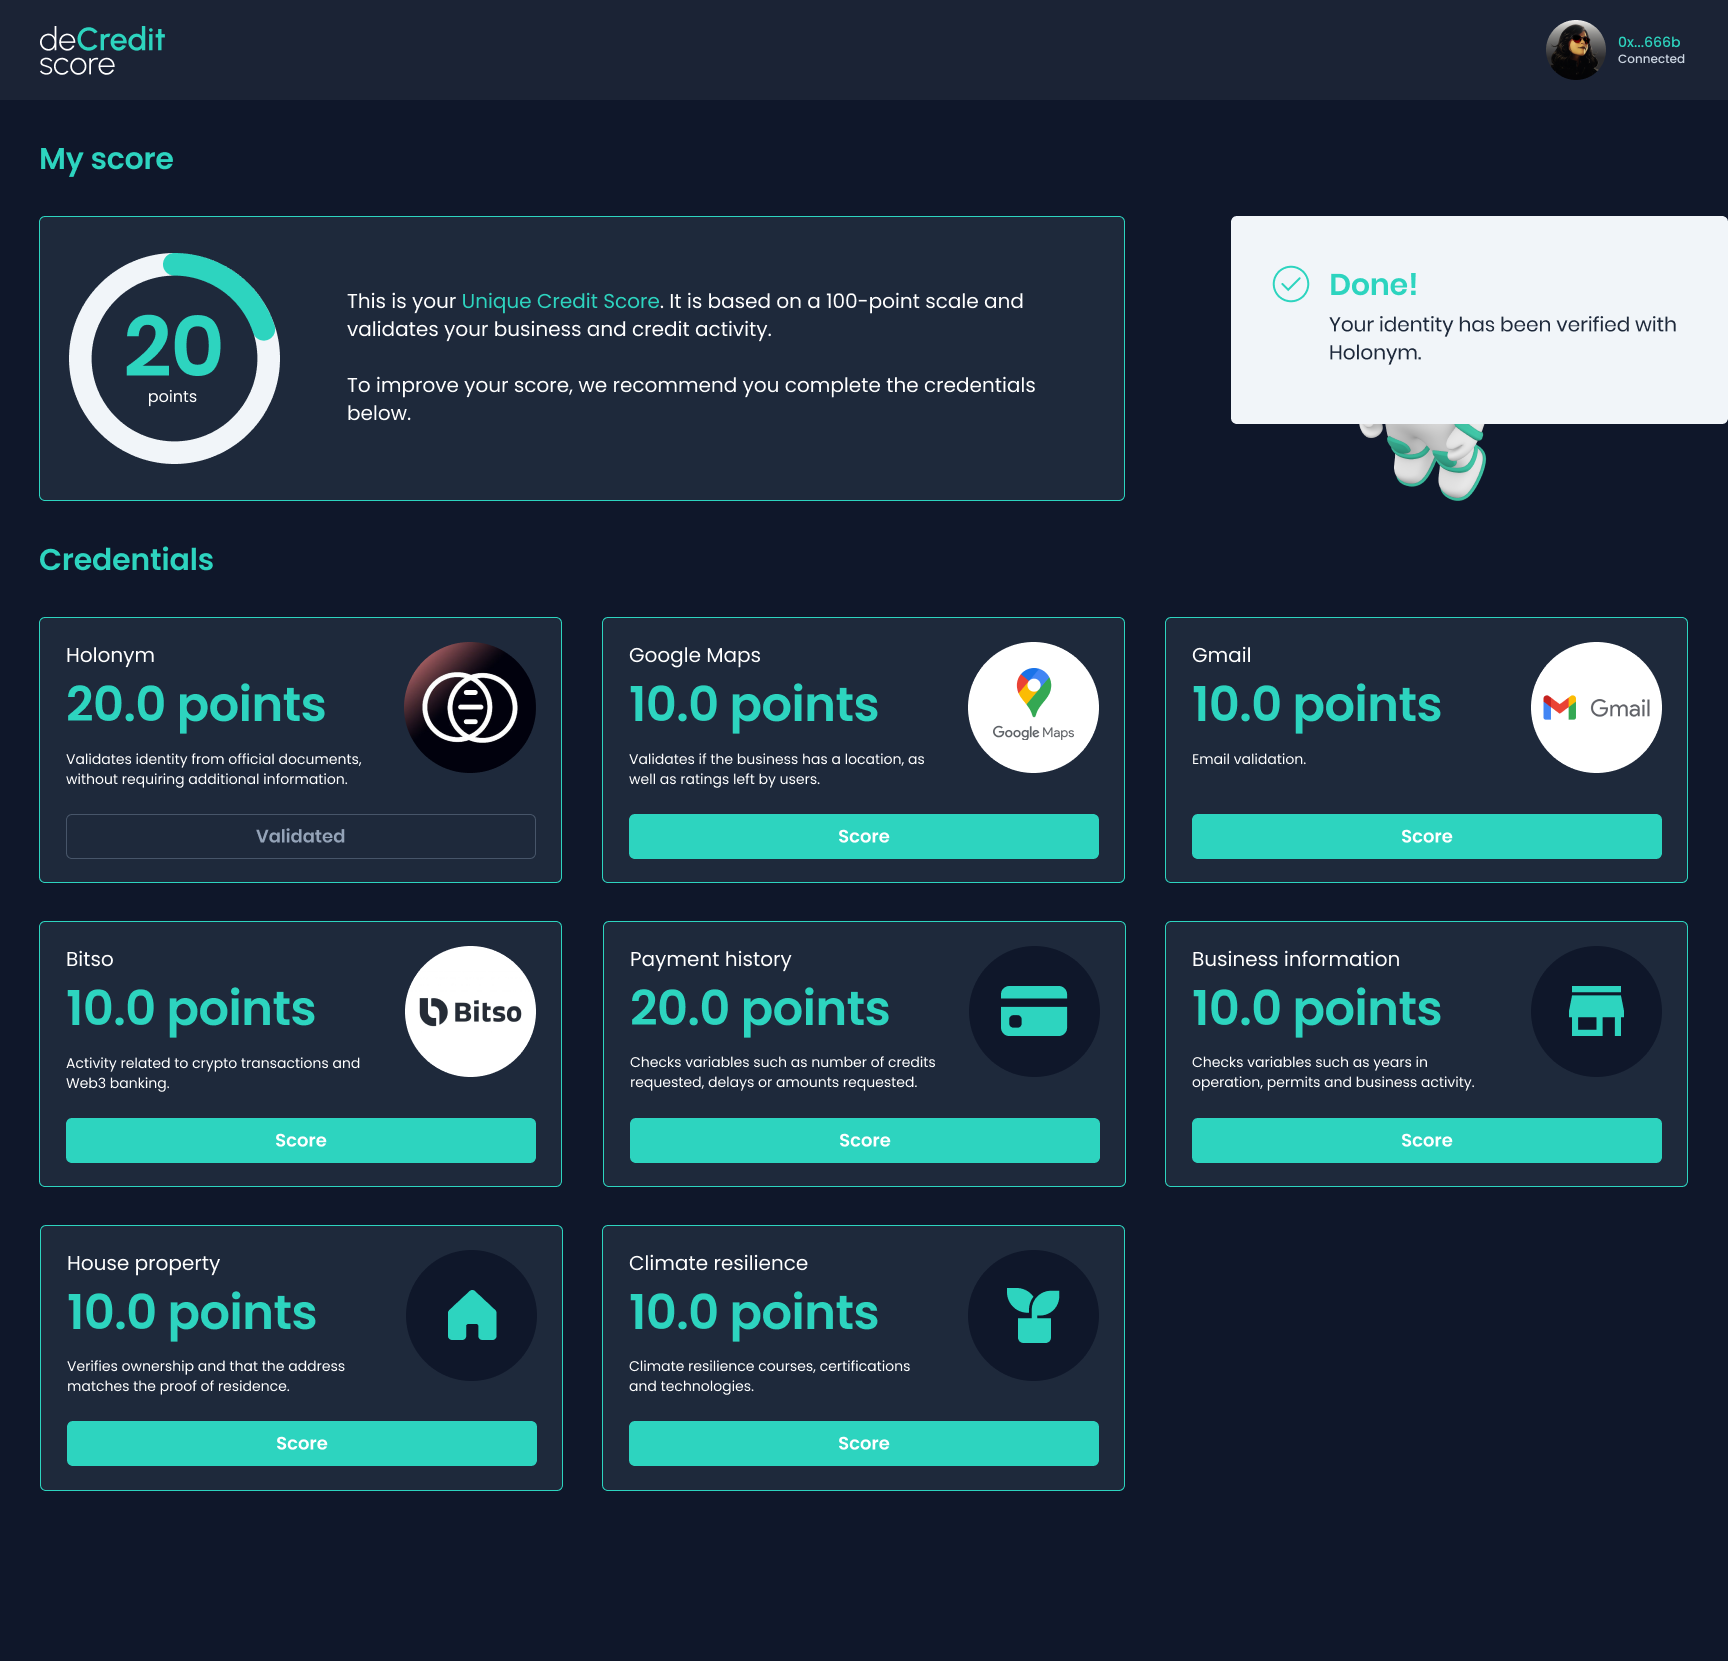 deCredit
score
0x...666b
Connected
My score
20
points
This is your Unique Credit Score. It is based on a 100-point scale and
validates your business and credit activity.
To improve your score, we recommend you complete the credentials
below.
Done!
Your identity has been verified with
Holonym.
Credentials
Holonym
20.0 points
Validates identity from official documents,
without requiring additional information.
Validated
Google Maps
10.0 points
Google Maps
Validates if the business has a location, as
well as ratings left by users.
Score
Gmail
10.0 points
Gmail
Email validation.
Score
Bitso
10.0 points
Bitso
Activity related to crypto transactions and
Web3 banking.
Score
Payment history
20.0 points
Checks variables such as number of credits
requested, delays or amounts requested.
Score
Business information
10.0 points
Checks variables such as years in
operation, permits and business activity.
Score
House property
10.0 points
Verifies ownership and that the address
matches the proof of residence.
Score
Climate resilience
10.0 points
Climate resilience courses, certifications
and technologies.
Score